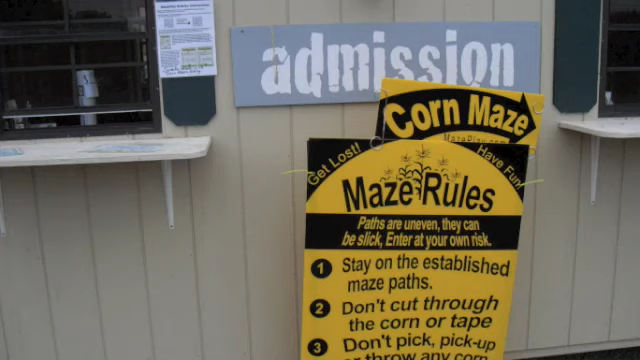 admission
Corn Maze
MazePlay.com
Get Lost!
Have Fun!
Maze Rules
Paths are uneven, they can
be slick, Enter at your own risk.
1 Stay on the established
maze paths.
2 Don't cut through
the corn or tape
3 Don't pick, pick-up
or throw any corn